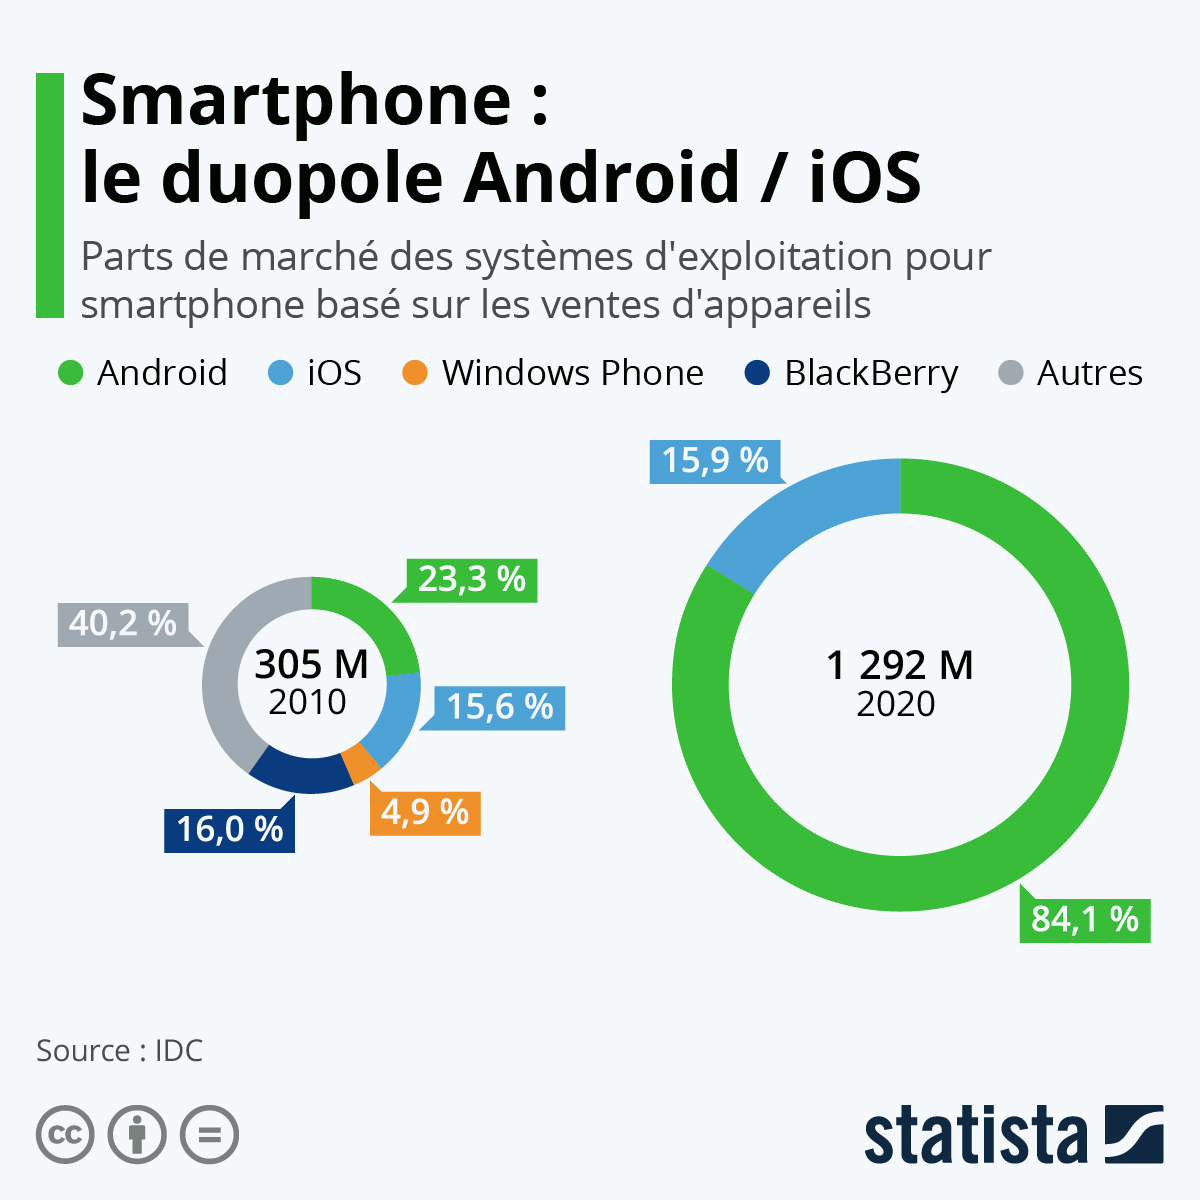 Smartphone :
le duopole Android / iOS
Parts de marché des systèmes d'exploitation pour
smartphone basé sur les ventes d'appareils
Android iOS Windows Phone BlackBerry Autres
15,9 %
23,3 %
40,2 %
305 M
2010
1 292 M
2020
15,6 %
4,9 %
16,0 %
84,1 %
Source : IDC
cc
statista